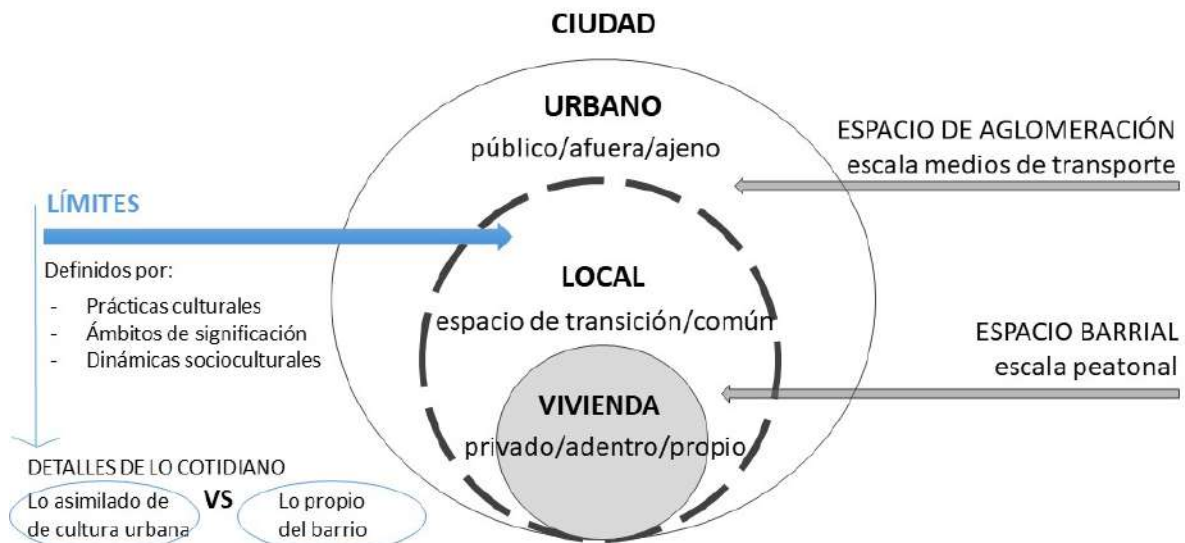 CIUDAD
URBANO
público/afuera/ajeno
ESPACIO DE AGLOMERACIÓN
escala medios de transporte
LÍMITES
Definidos por:
- Prácticas culturales
- Ámbitos de significación
- Dinámicas socioculturales
LOCAL
espacio de transición/común
ESPACIO BARRIAL
escala peatonal
VIVIENDA
privado/adentro/propio
DETALLES DE LO COTIDIANO
Lo asimilado de
de cultura urbana
VS
Lo propio
del barrio